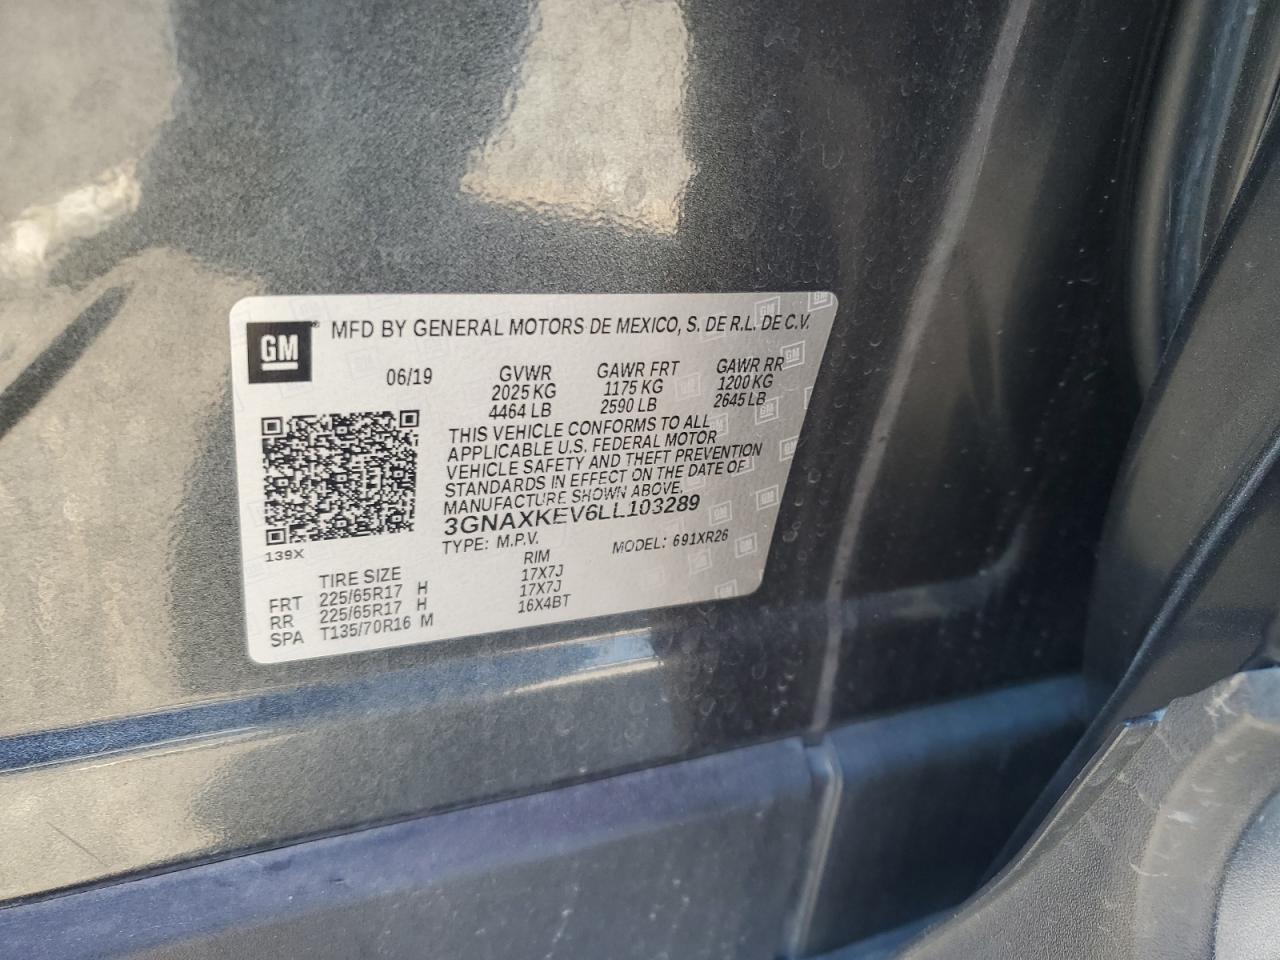 GM ® MFD BY GENERAL MOTORS DE MEXICO, S. DE R.L. DE C.V.
06/19 GVWR GAWR FRT GAWR RR
2025 KG 1175 KG 1200 KG
4464 LB 2590 LB 2645 LB
THIS VEHICLE CONFORMS TO ALL
APPLICABLE U.S. FEDERAL MOTOR
VEHICLE SAFETY AND THEFT PREVENTION
STANDARDS IN EFFECT ON THE DATE OF
MANUFACTURE SHOWN ABOVE.
3GNAXKEV6LL103289
139X TYPE: M.P.V. MODEL: 691XR26
TIRE SIZE RIM
FRT 225/65R17 H 17X7J
RR 225/65R17 H 17X7J
SPA T135/70R16 M 16X4BT